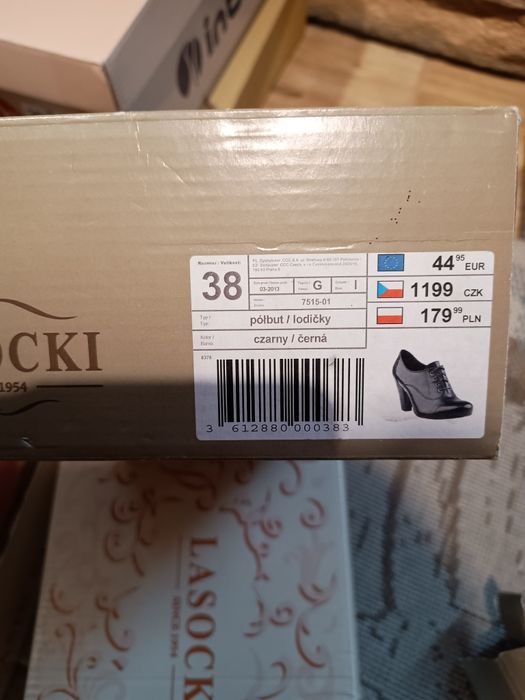 inb
OCKI
1954
Rozmiar / Velikost:
38
03-2013
G
I
7515-01
Typ /
Typ:
półbut / lodičky
Kolor /
Barva:
czarny / černá
44 95 EUR
1199 CZK
179 99 PLN
3 612880 000383
LASOCK
SINCE 1954